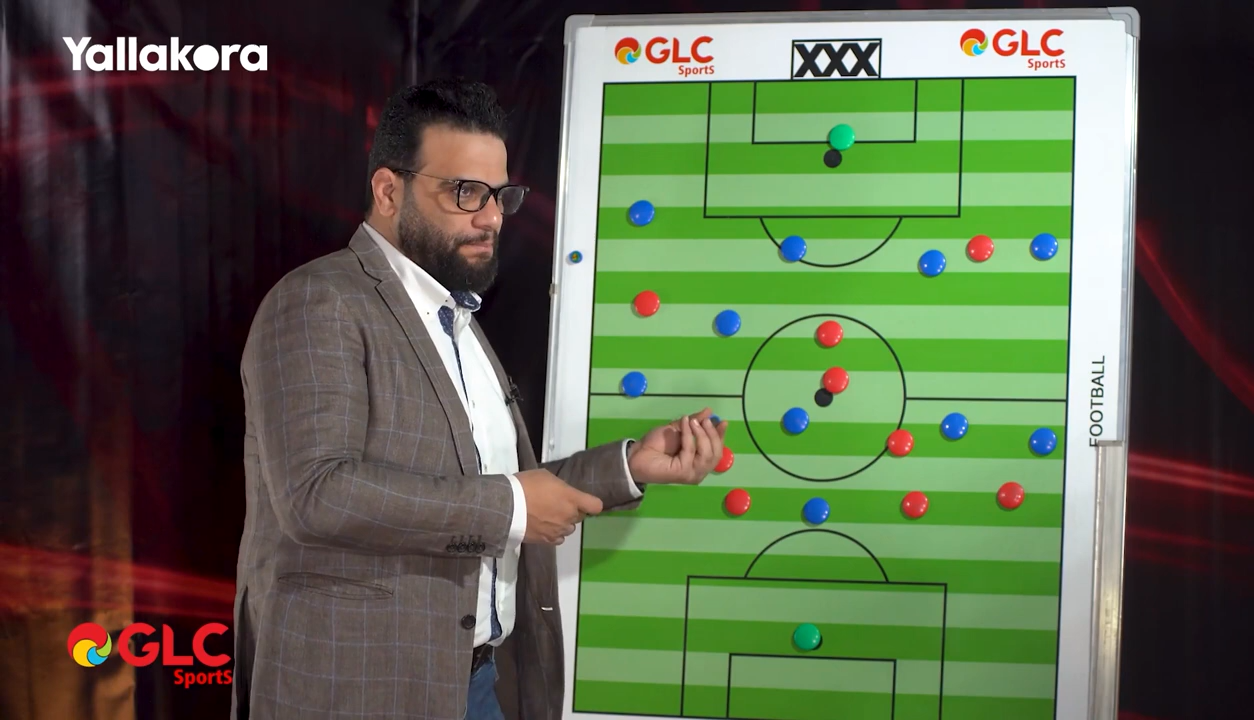 Yallakora
GLC
Sports
XXX
GLC
Sports
FOOTBALL
GLC
Sports